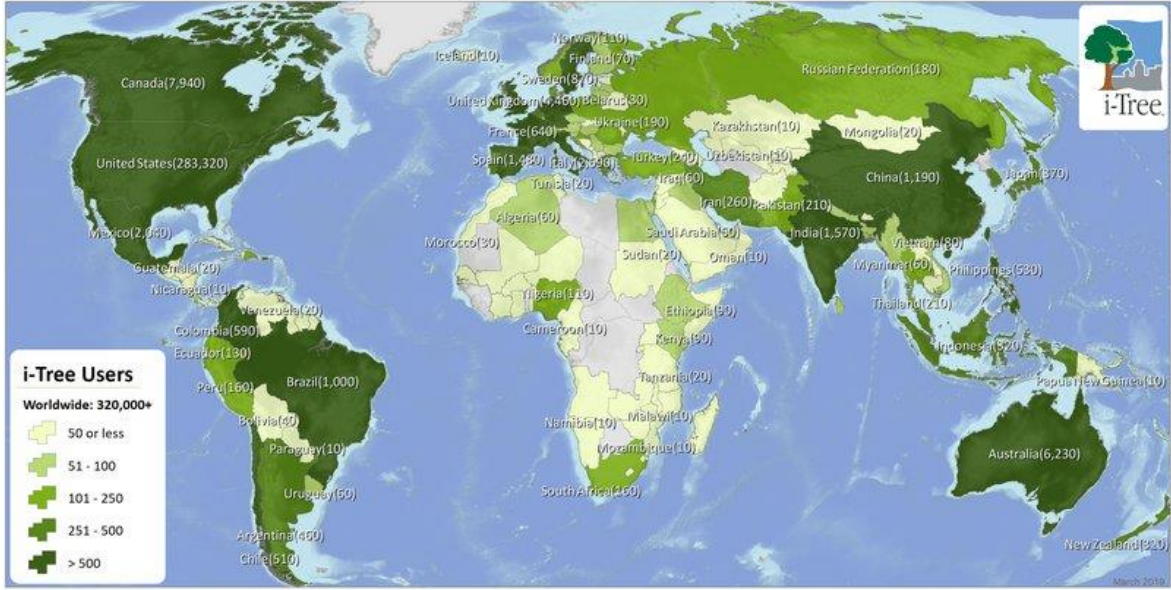 i-Tree
Norway(110)
Iceland(10)
Finland(70)
Canada(7,940)
Sweden(870)
Russian Federation(180)
United Kingdom(4,460)
Belarus(30)
France(640)
Ukraine(190)
Kazakhstan(10)
Mongolia(20)
United States(283,320)
Spain(1,480)
Turkey(240)
Uzbekistan(10)
China(1,190)
Japan(370)
Tunisia(20)
Iraq(60)
Iran(260)
Pakistan(210)
Algeria(60)
Mexico(2,040)
Morocco(30)
Saudi Arabia(50)
India(1,570)
Vietnam(80)
Sudan(20)
Oman(10)
Myanmar(60)
Philippines(530)
Guatemala(20)
Nicaragua(10)
Nigeria(110)
Thailand(210)
Venezuela(20)
Ethiopia(90)
Colombia(590)
Cameroon(10)
Kenya(90)
Indonesia(320)
Ecuador(130)
Tanzania(20)
Peru(160)
Brazil(1,000)
Papua New Guinea(10)
Bolivia(40)
Malawi(10)
Namibia(10)
Paraguay(10)
Mozambique(10)
Australia(6,230)
Uruguay(60)
South Africa(160)
Argentina(460)
New Zealand(320)
Chile(510)
i-Tree Users
Worldwide: 320,000+
50 or less
51 - 100
101 - 250
251 - 500
> 500
March 2019